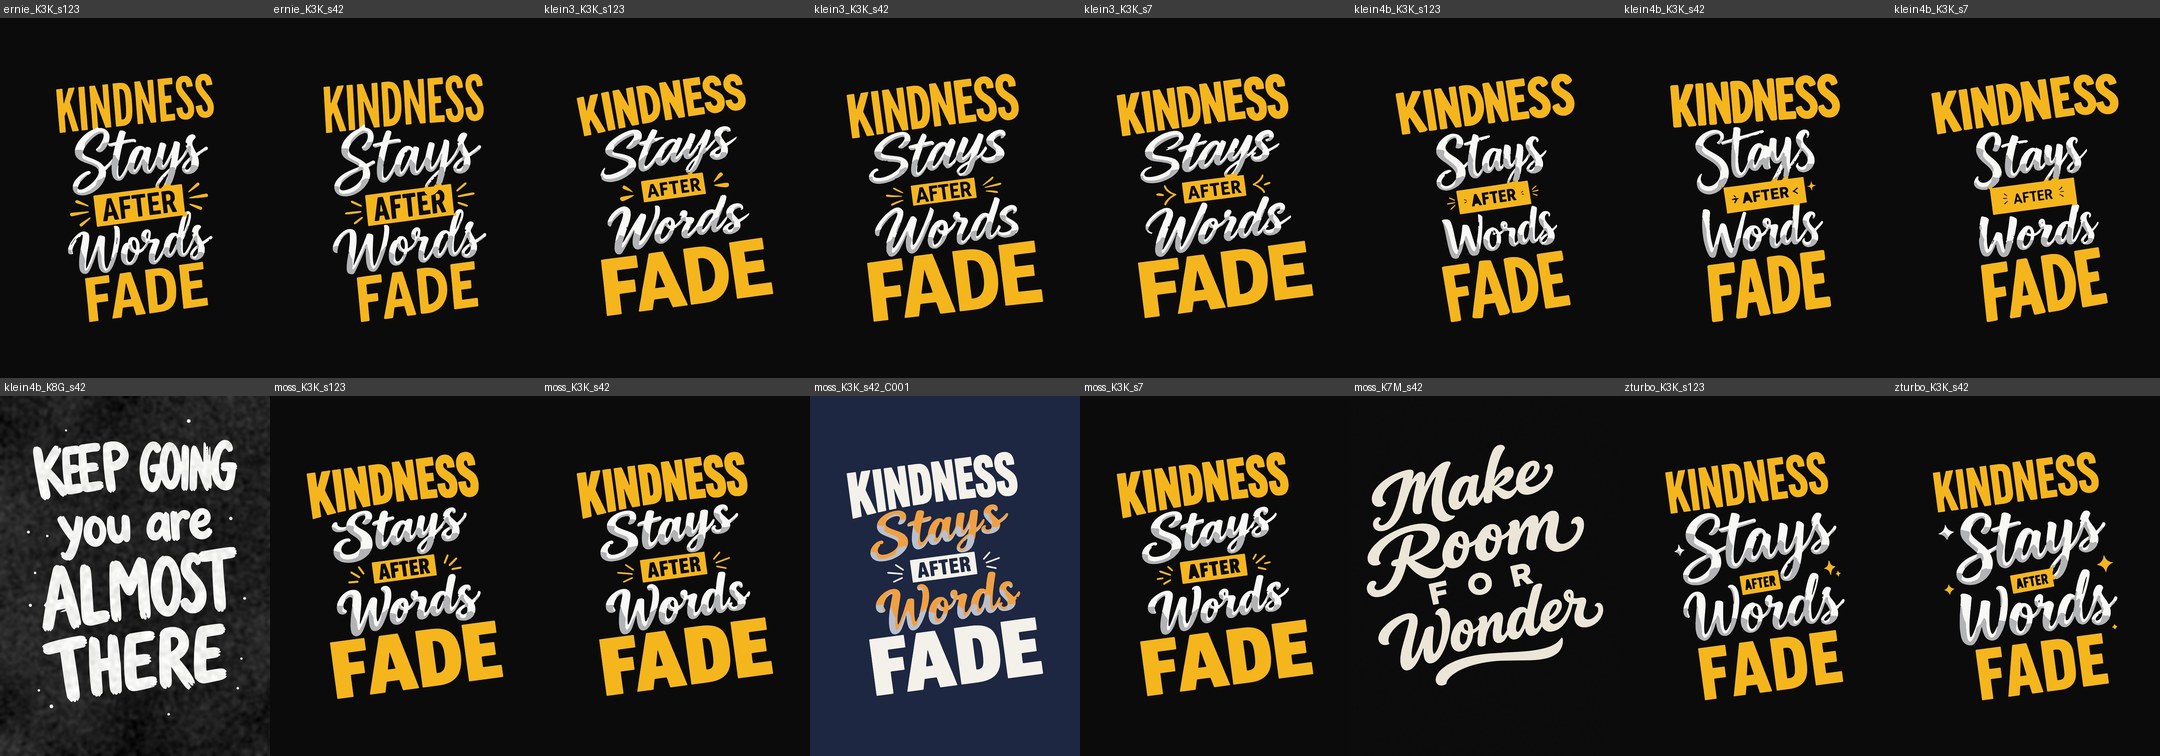 ernie_K3K_s123
KINDNESS
Stays
AFTER
Words
FADE
ernie_K3K_s42
KINDNESS
Stays
AFTER
Words
FADE
klein3_K3K_s123
KINDNESS
Stays
AFTER
Words
FADE
klein3_K3K_s42
KINDNESS
Stays
AFTER
Words
FADE
klein3_K3K_s7
KINDNESS
Stays
AFTER
Words
FADE
klein4b_K3K_s123
KINDNESS
Stays
AFTER
Words
FADE
klein4b_K3K_s42
KINDNESS
Stays
AFTER
Words
FADE
klein4b_K3K_s7
KINDNESS
Stays
AFTER
Words
FADE
klein4b_K8G_s42
KEEP GOING
you are
ALMOST
THERE
moss_K3K_s123
KINDNESS
Stays
AFTER
Words
FADE
moss_K3K_s42
KINDNESS
Stays
AFTER
Words
FADE
moss_K3K_s42_C001
KINDNESS
Stays
AFTER
Words
FADE
moss_K3K_s7
KINDNESS
Stays
AFTER
Words
FADE
moss_K7M_s42
Make
Room
FOR
Wonder
zturbo_K3K_s123
KINDNESS
Stays
AFTER
Words
FADE
zturbo_K3K_s42
KINDNESS
Stays
AFTER
Words
FADE